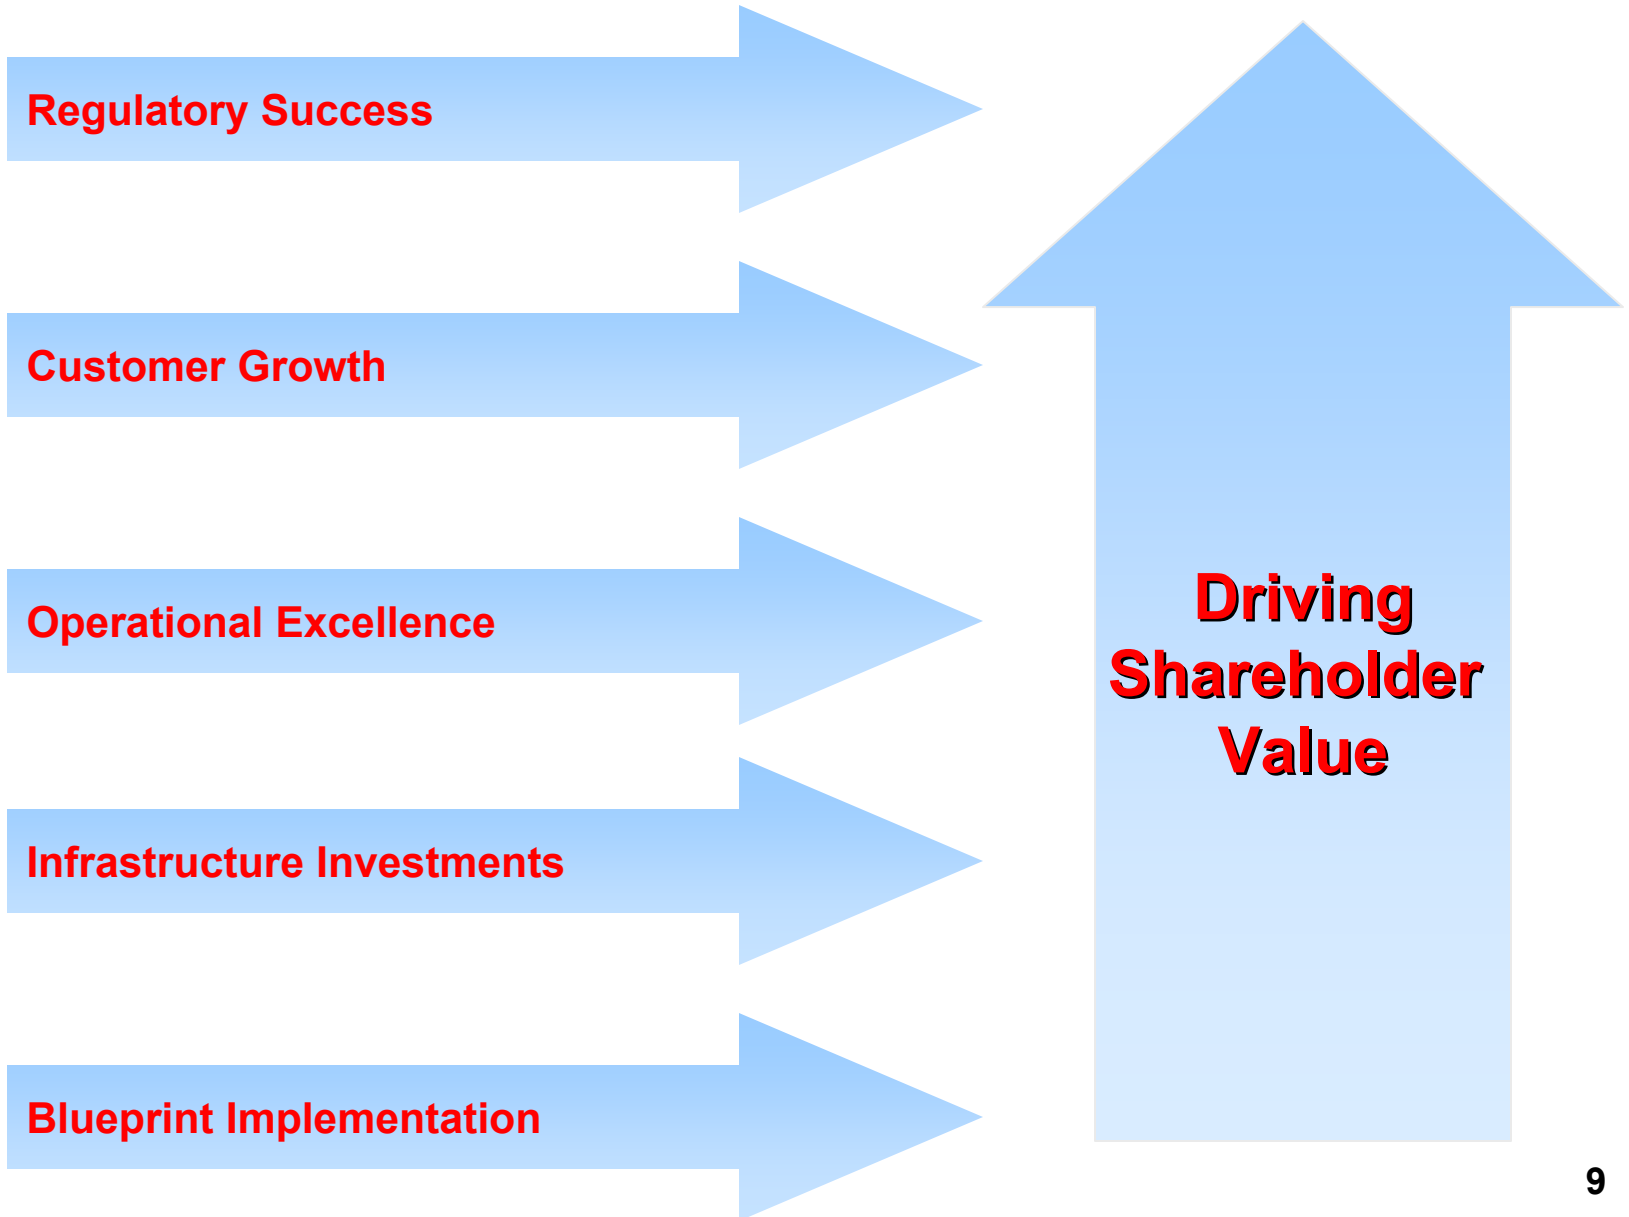 Regulatory Success
Customer Growth
Operational Excellence
Infrastructure Investments
Blueprint Implementation
Driving
Shareholder
Value
9